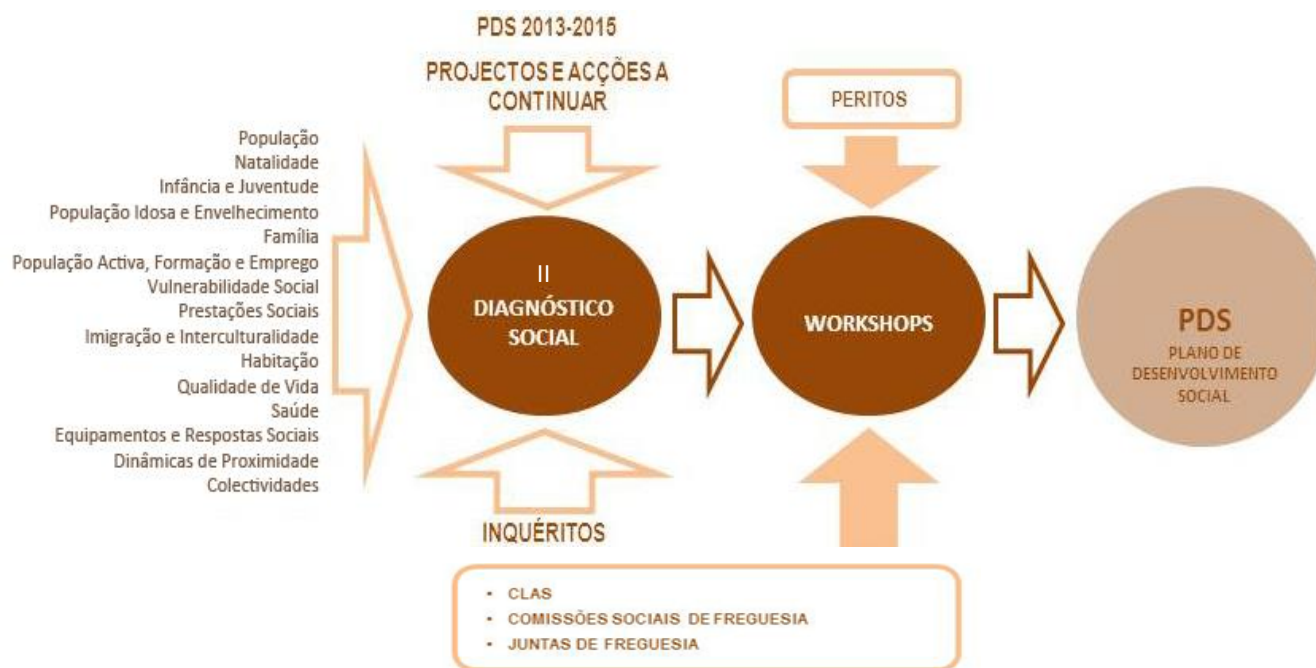 PDS 2013-2015
PROJECTOS E ACÇÕES A
CONTINUAR
PERITOS
População
Natalidade
Infância e Juventude
População Idosa e Envelhecimento
Família
População Activa, Formação e Emprego
Vulnerabilidade Social
Prestações Sociais
Imigração e Interculturalidade
Habitação
Qualidade de Vida
Saúde
Equipamentos e Respostas Sociais
Dinâmicas de Proximidade
Colectividades
II
DIAGNÓSTICO
SOCIAL
WORKSHOPS
PDS
PLANO DE
DESENVOLVIMENTO
SOCIAL
INQUÉRITOS
• CLAS
• COMISSÕES SOCIAIS DE FREGUESIA
• JUNTAS DE FREGUESIA